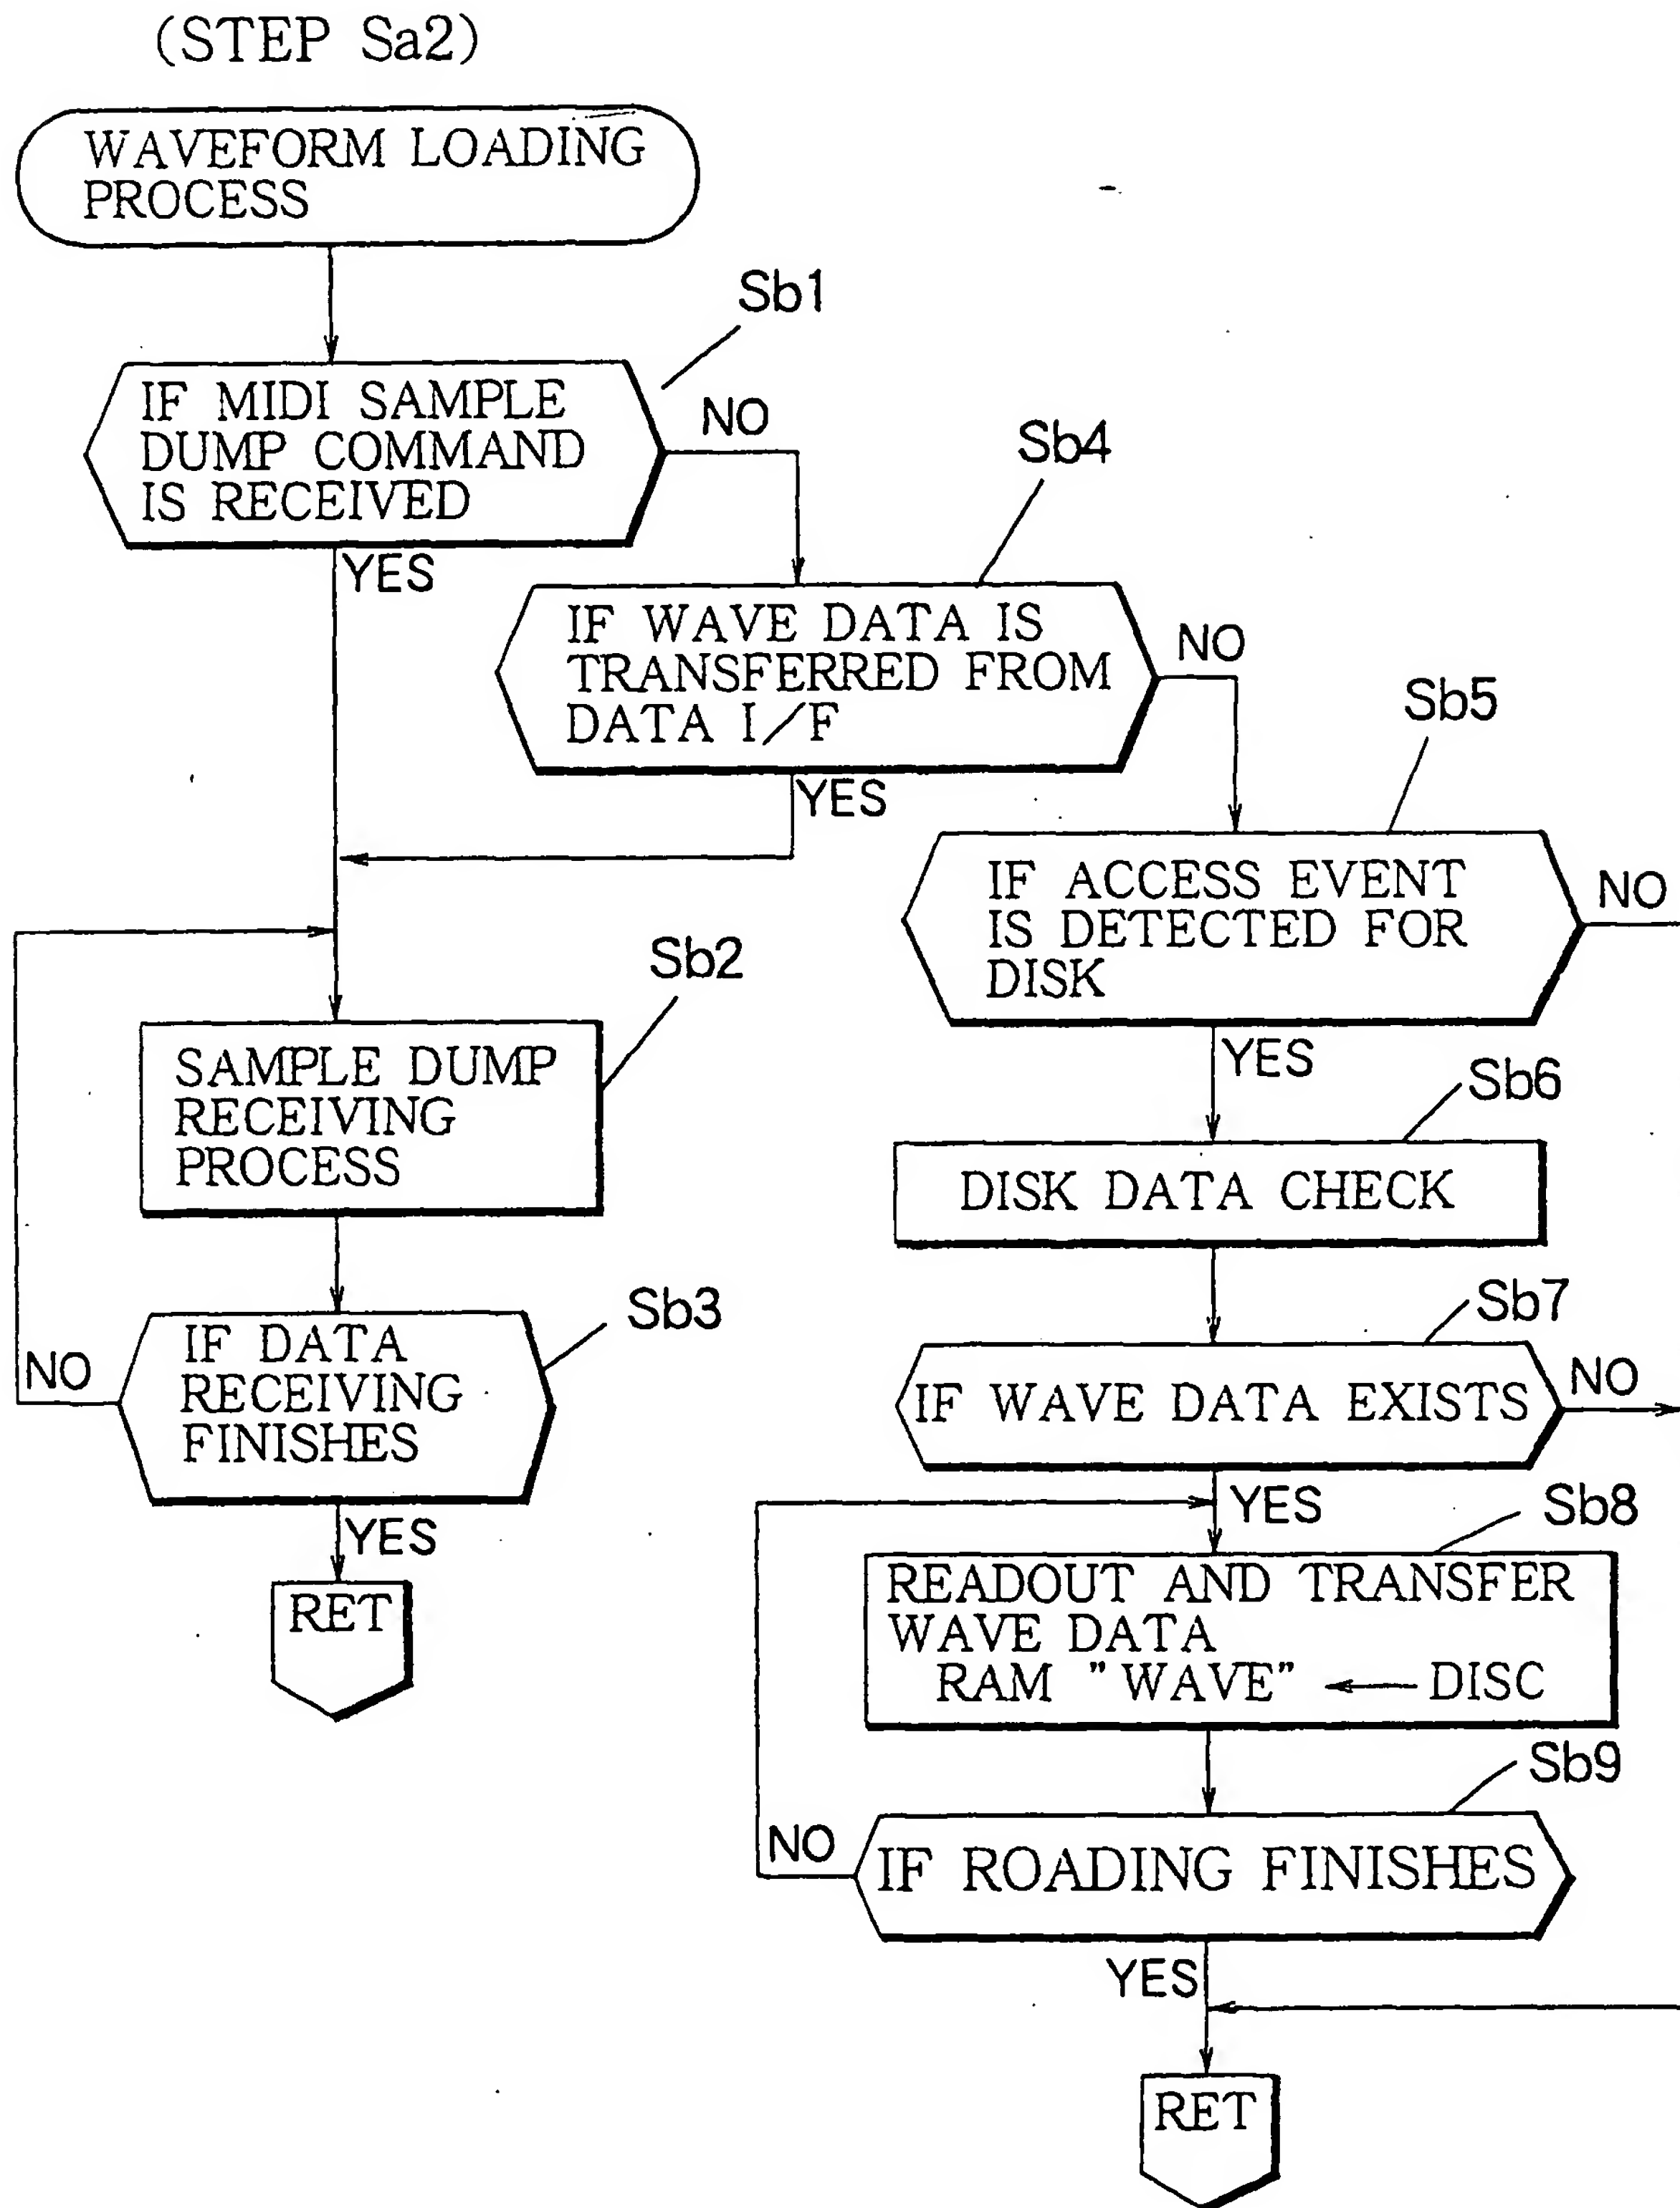 (STEP Sa2)
WAVEFORM LOADING
PROCESS
Sb1
IF MIDI SAMPLE
DUMP COMMAND
IS RECEIVED
NO
YES
Sb4
IF WAVE DATA IS
TRANSFERRED FROM
DATA I/F
NO
YES
Sb5
IF ACCESS EVENT
IS DETECTED FOR
DISK
NO
YES
Sb2
SAMPLE DUMP
RECEIVING
PROCESS
Sb6
DISK DATA CHECK
Sb3
IF DATA
RECEIVING
FINISHES
NO
YES
RET
Sb7
IF WAVE DATA EXISTS
NO
YES
Sb8
READOUT AND TRANSFER
WAVE DATA
RAM "WAVE" ← DISC
Sb9
IF ROADING FINISHES
NO
YES
RET